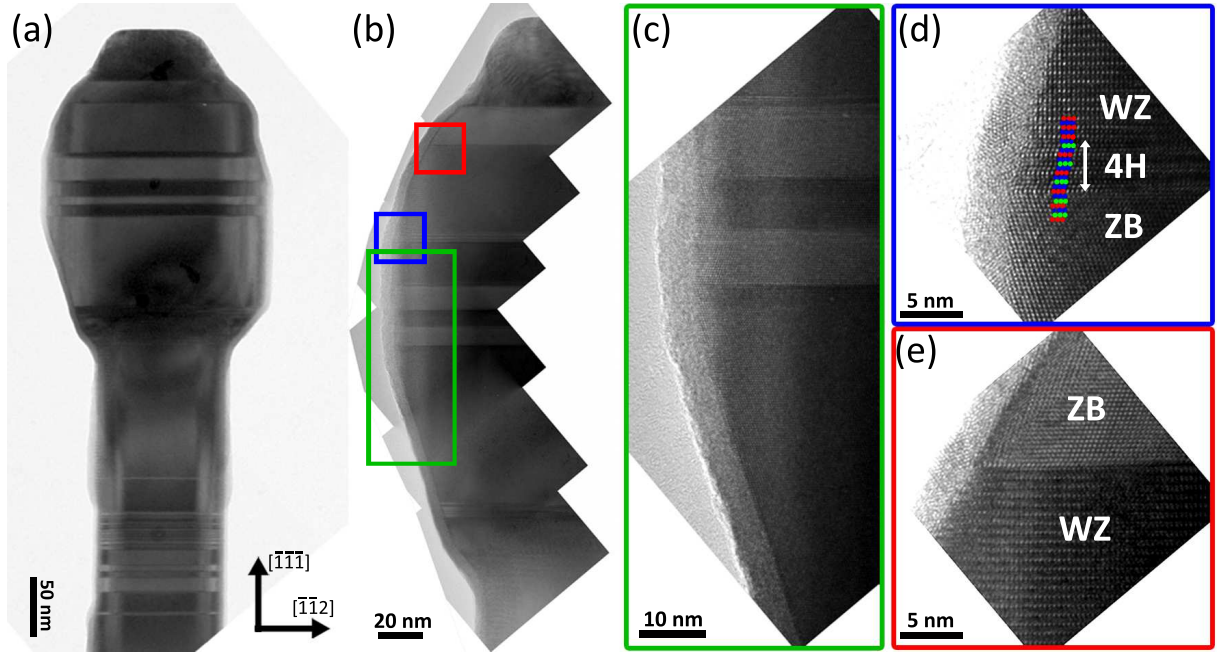 (a)
50 nm
[1̅1̅1̅]
[1̅1̅2]
(b)
20 nm
(c)
10 nm
(d)
WZ
4H
ZB
5 nm
(e)
ZB
WZ
5 nm